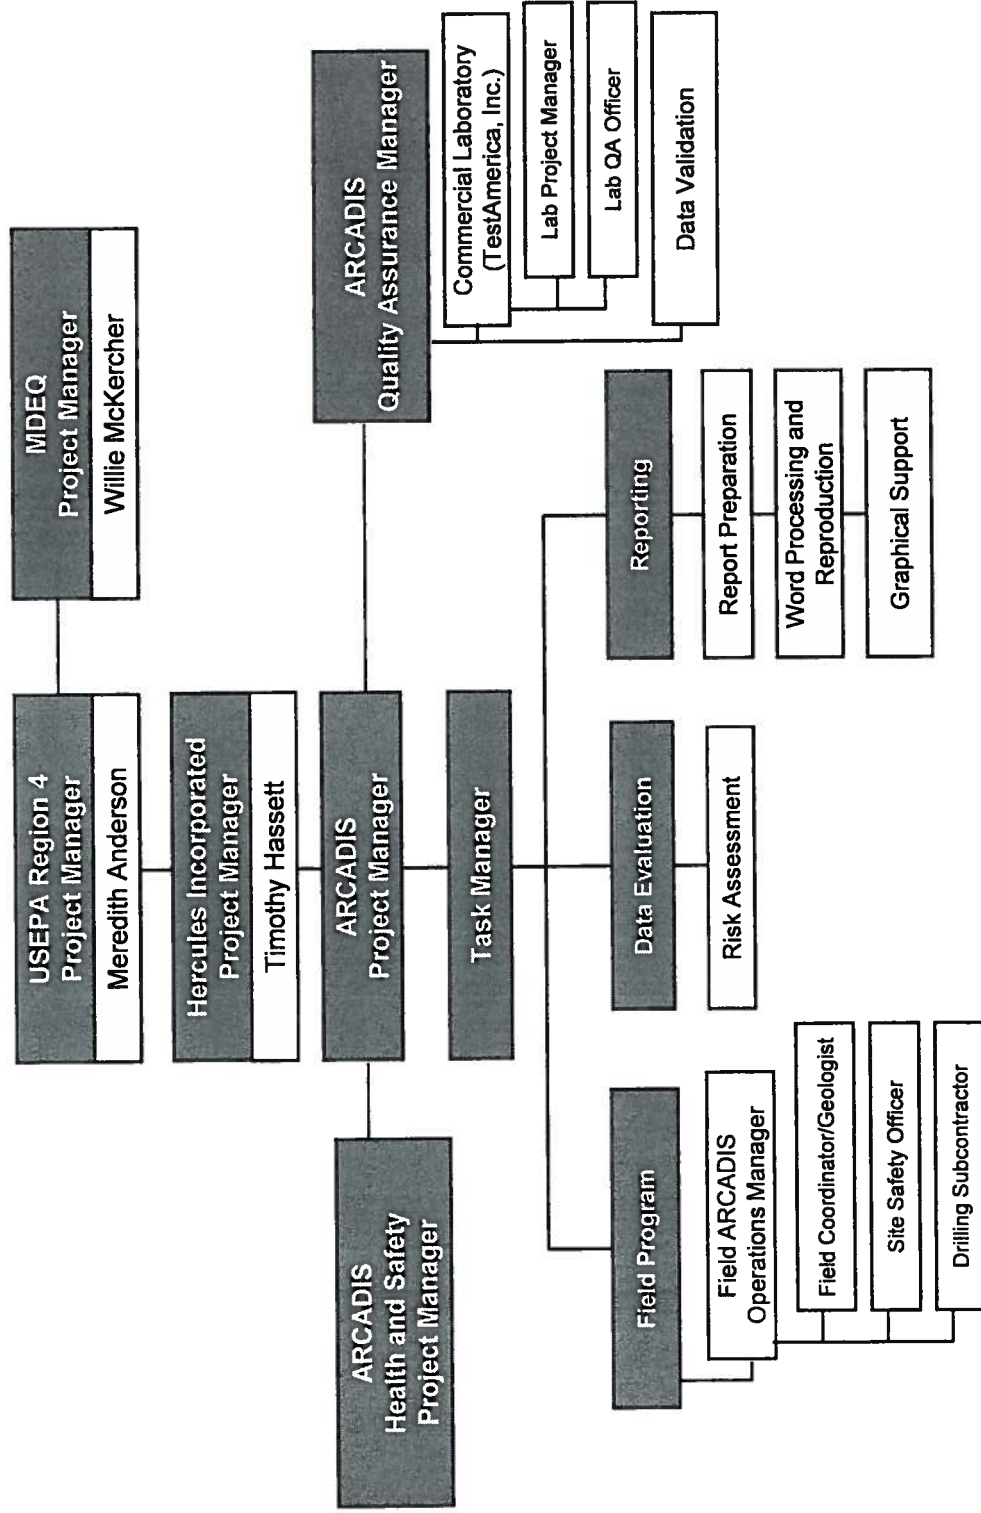 USEPA Region 4
Project Manager
Meredith Anderson
MDEQ
Project Manager
Willie McKercher
Hercules Incorporated
Project Manager
Timothy Hassett
ARCADIS
Health and Safety
Project Manager
ARCADIS
Project Manager
ARCADIS
Quality Assurance Manager
Commercial Laboratory
(TestAmerica, Inc.)
Lab Project Manager
Lab QA Officer
Data Validation
Task Manager
Field Program
Field ARCADIS
Operations Manager
Field Coordinator/Geologist
Site Safety Officer
Drilling Subcontractor
Data Evaluation
Risk Assessment
Reporting
Report Preparation
Word Processing and
Reproduction
Graphical Support